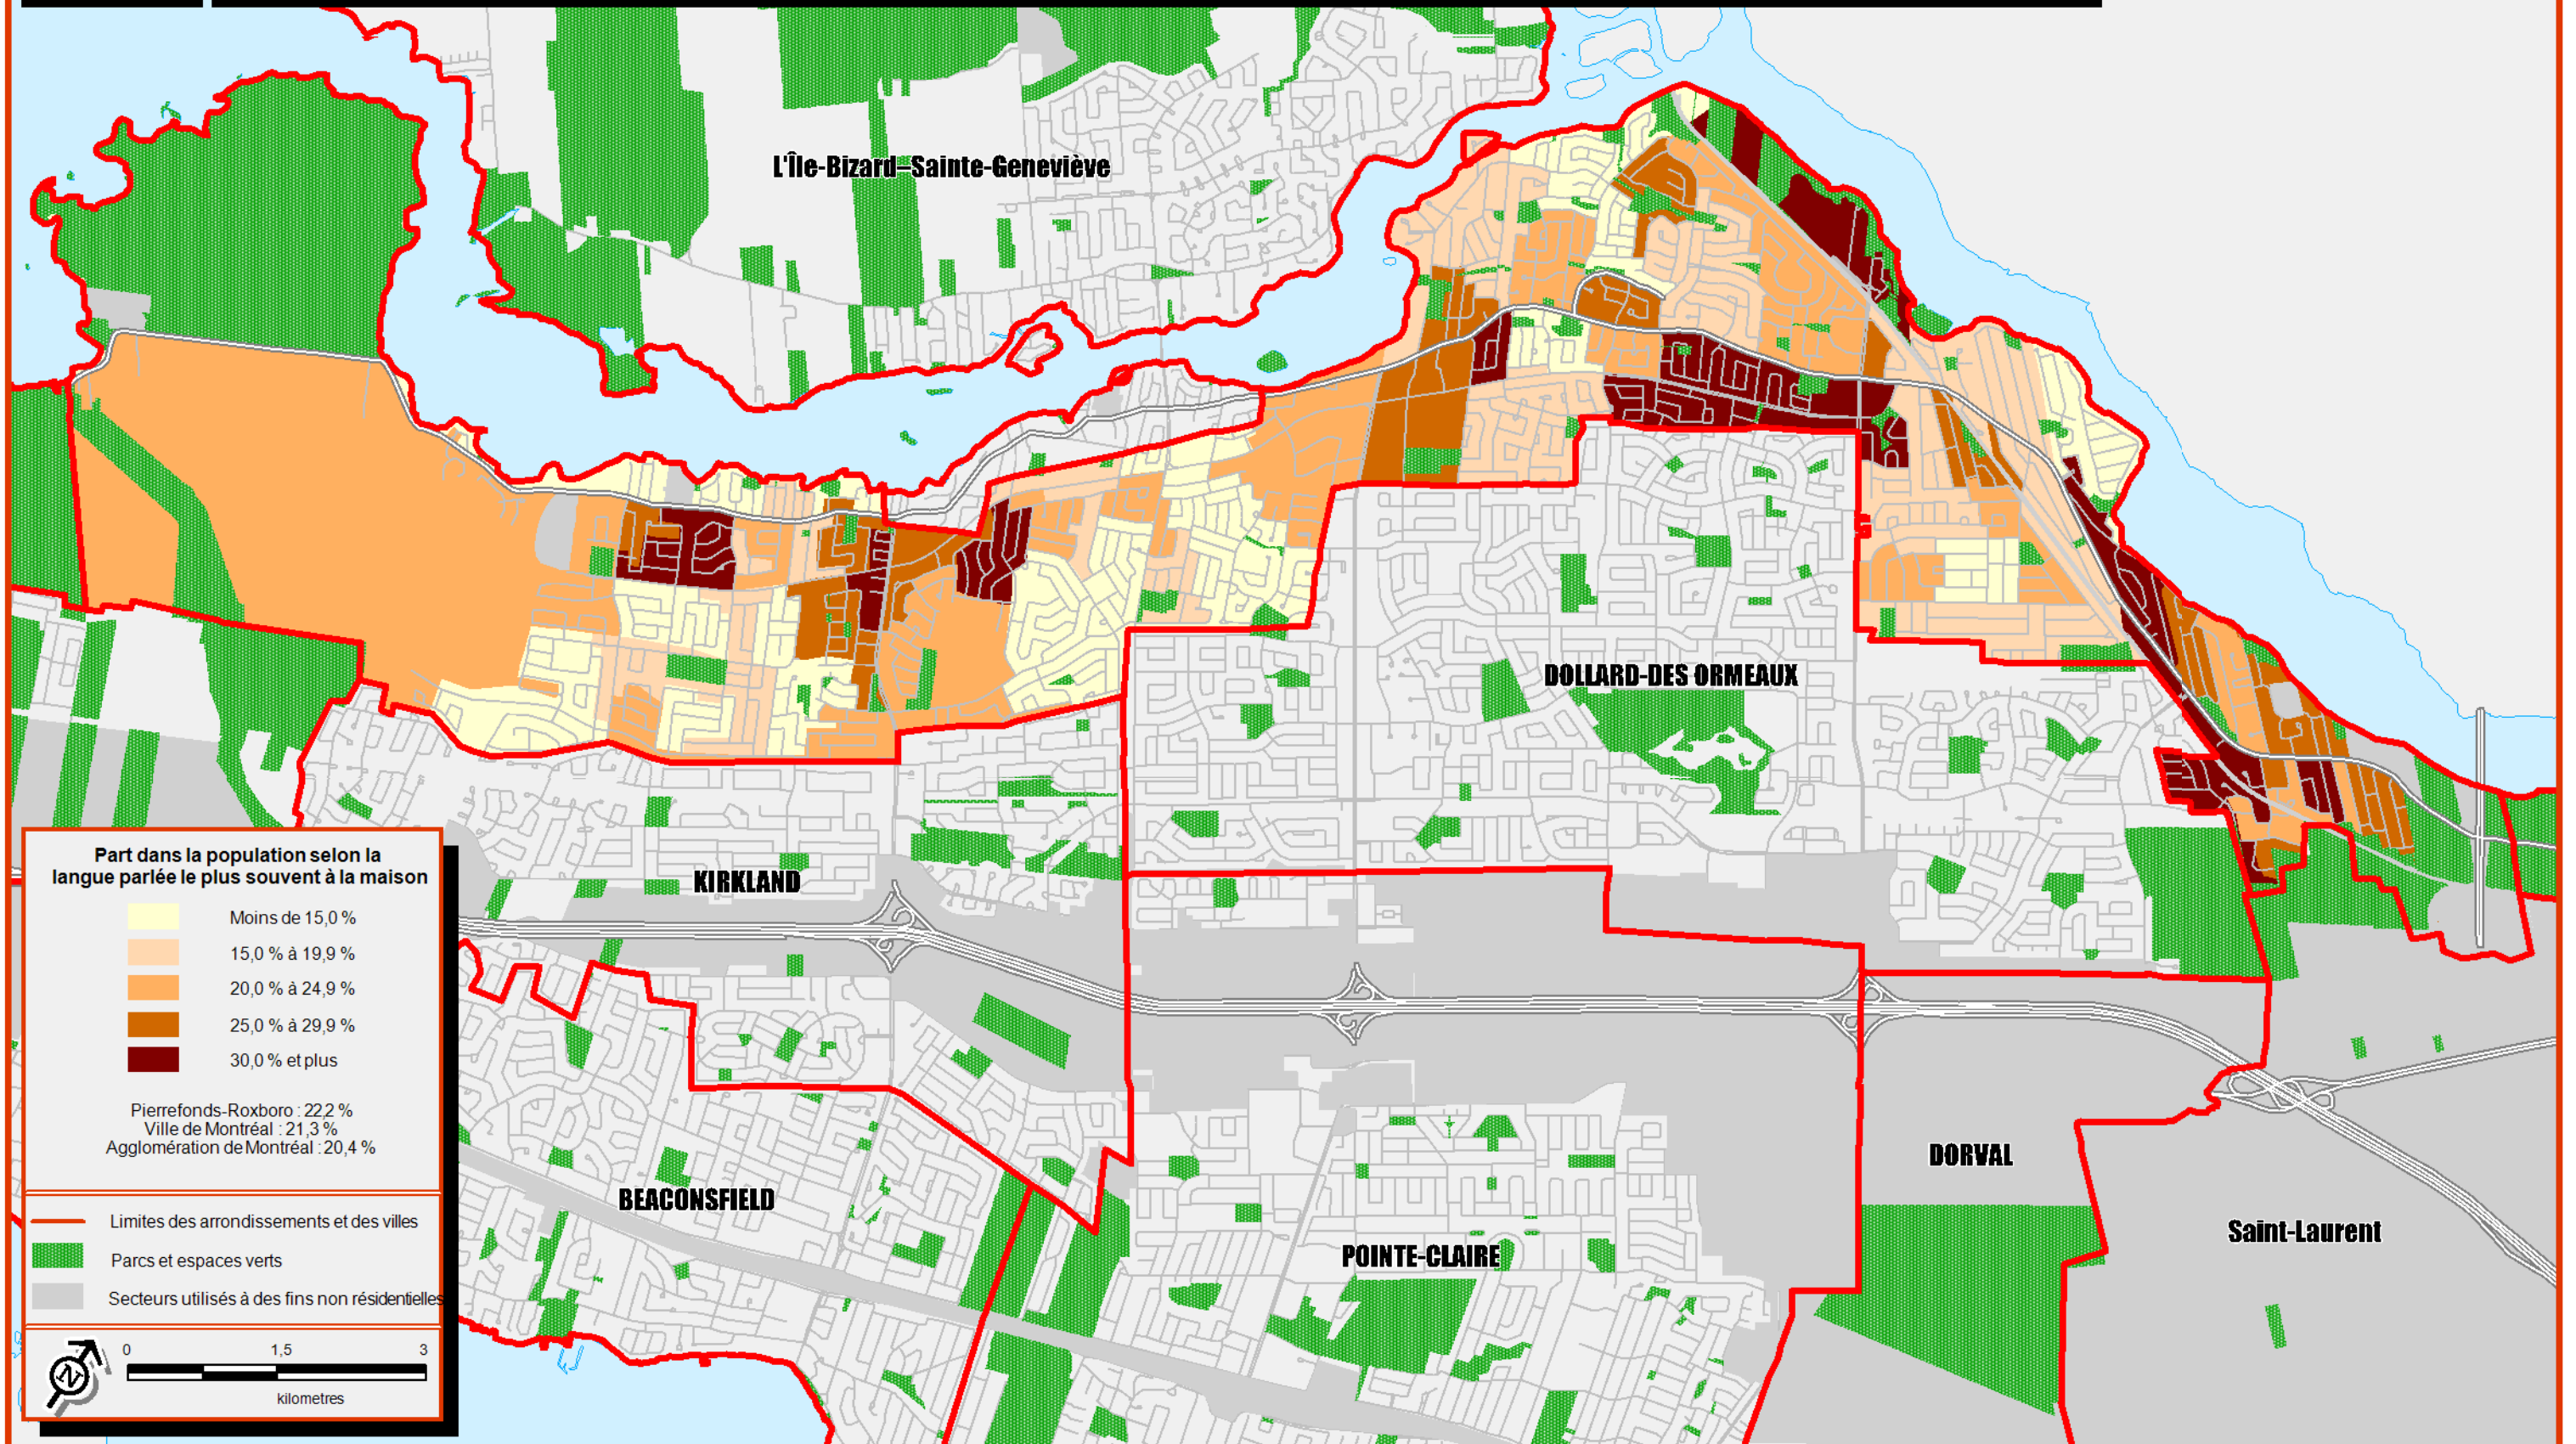 L'Île-Bizard–Sainte-Geneviève
DOLLARD-DES ORMEAUX
KIRKLAND
BEACONSFIELD
POINTE-CLAIRE
DORVAL
Saint-Laurent
Part dans la population selon la
langue parlée le plus souvent à la maison
Moins de 15,0 %
15,0 % à 19,9 %
20,0 % à 24,9 %
25,0 % à 29,9 %
30,0 % et plus
Pierrefonds-Roxboro : 22,2 %
Ville de Montréal : 21,3 %
Agglomération de Montréal : 20,4 %
Limites des arrondissements et des villes
Parcs et espaces verts
Secteurs utilisés à des fins non résidentielles
N
0 1,5 3
kilometres